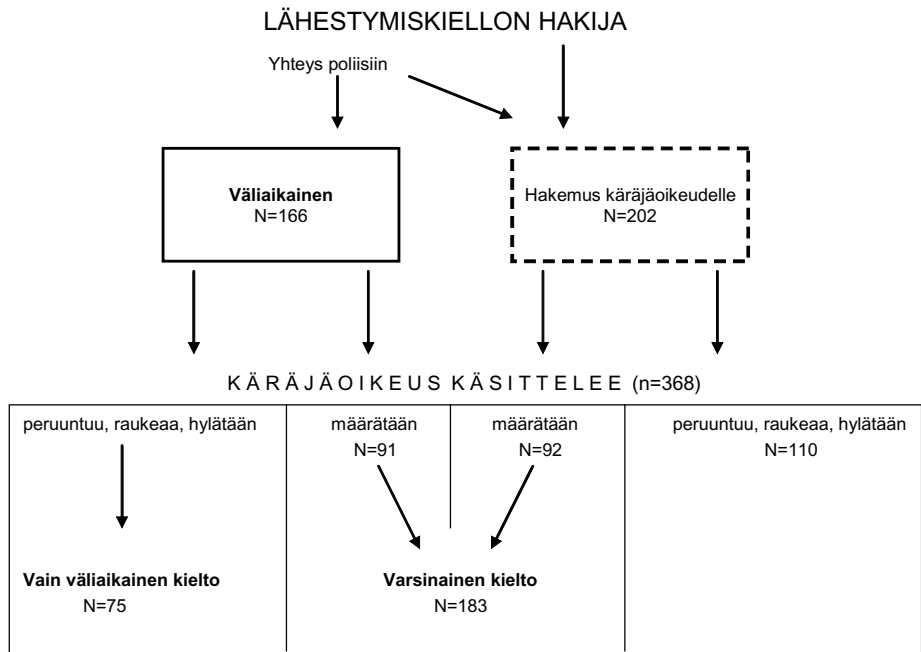 LÄHESTYMISKIELLON HAKIJA
Yhteys poliisiin
Väliaikainen
N=166
Hakemus käräjäoikeudelle
N=202
K Ä R Ä J Ä O I K E U S K Ä S I T T E L E E (n=368)
peruuntuu, raukeaa, hylätään
määrätään
N=91
määrätään
N=92
peruuntuu, raukeaa, hylätään
N=110
Vain väliaikainen kielto
N=75
Varsinainen kielto
N=183